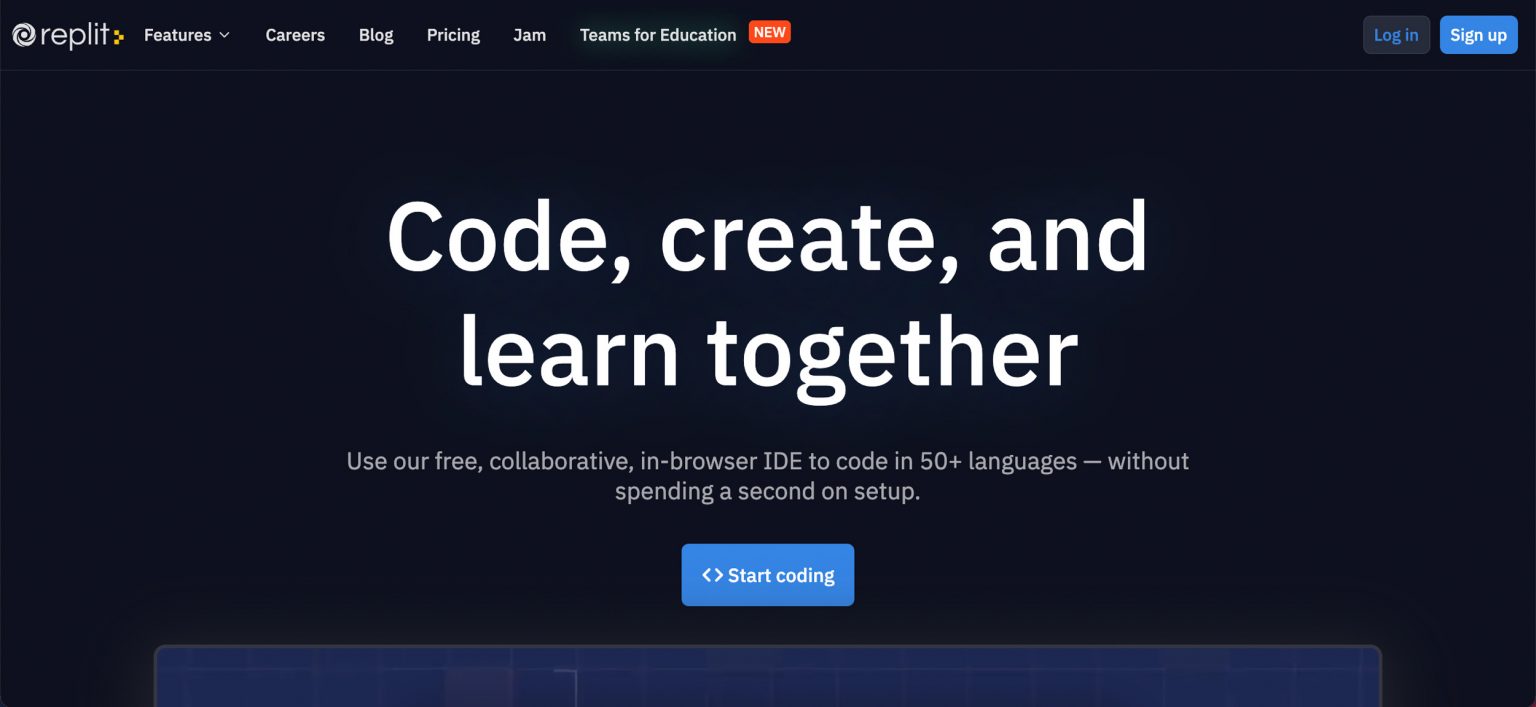 replit Features Careers Blog Pricing Jam Teams for Education NEW Log in Sign up
Code, create, and
learn together
Use our free, collaborative, in-browser IDE to code in 50+ languages — without
spending a second on setup.
<> Start coding